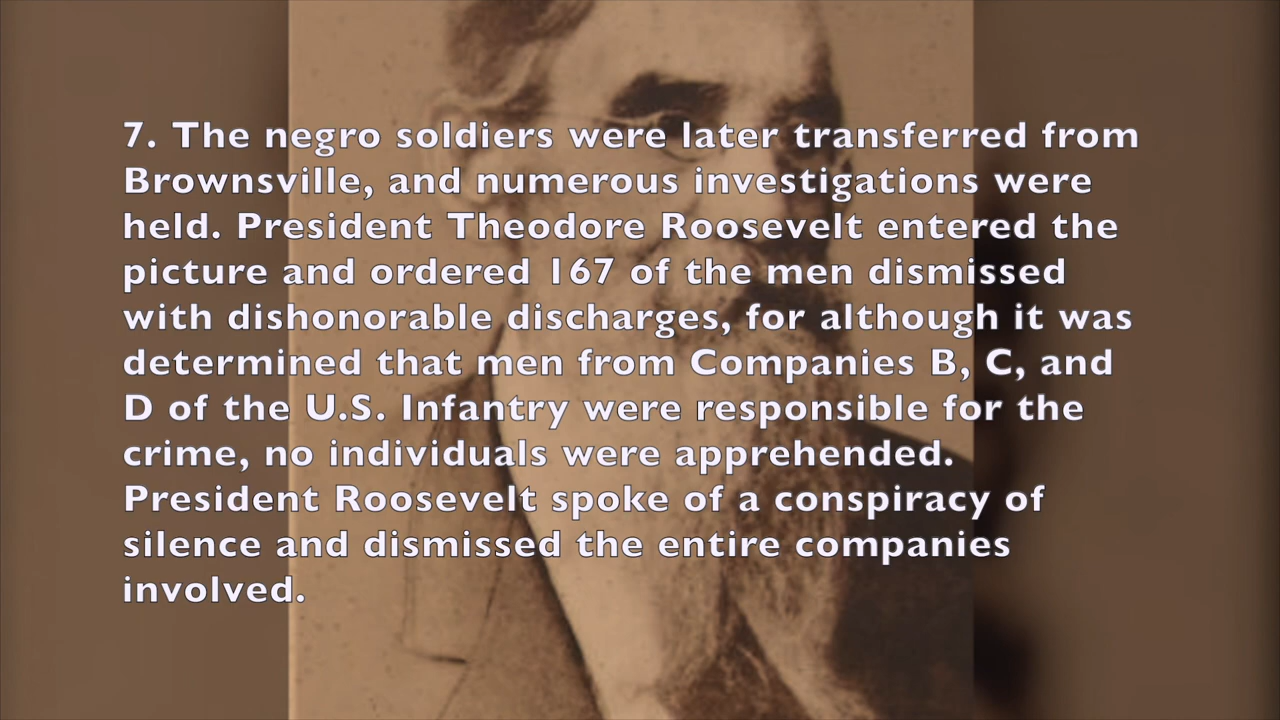 7. The negro soldiers were later transferred from
Brownsville, and numerous investigations were
held. President Theodore Roosevelt entered the
picture and ordered 167 of the men dismissed
with dishonorable discharges, for although it was
determined that men from Companies B, C, and
D of the U.S. Infantry were responsible for the
crime, no individuals were apprehended.
President Roosevelt spoke of a conspiracy of
silence and dismissed the entire companies
involved.